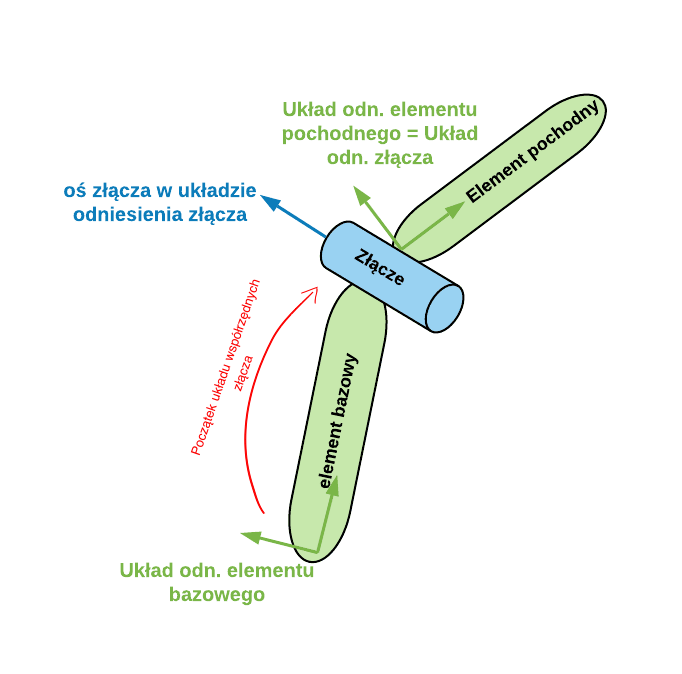 Układ odn. elementu
pochodnego = Układ
odn. złącza
Element pochodny
oś złącza w układzie
odniesienia złącza
Złącze
Początek układu współrzędnych
złącza
element bazowy
Układ odn. elementu
bazowego